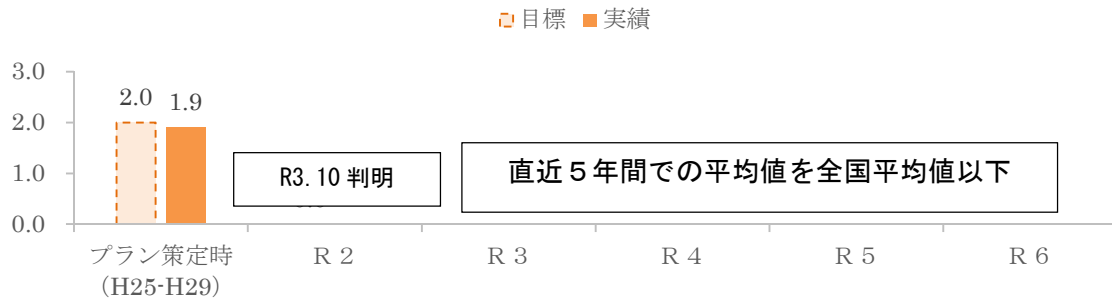 目標 実績
3.0
2.0
1.0
0.0
2.0 1.9
R3.10 判明
直近５年間での平均値を全国平均値以下
プラン策定時
（H25-H29）
Ｒ２
Ｒ３
Ｒ４
Ｒ５
Ｒ６